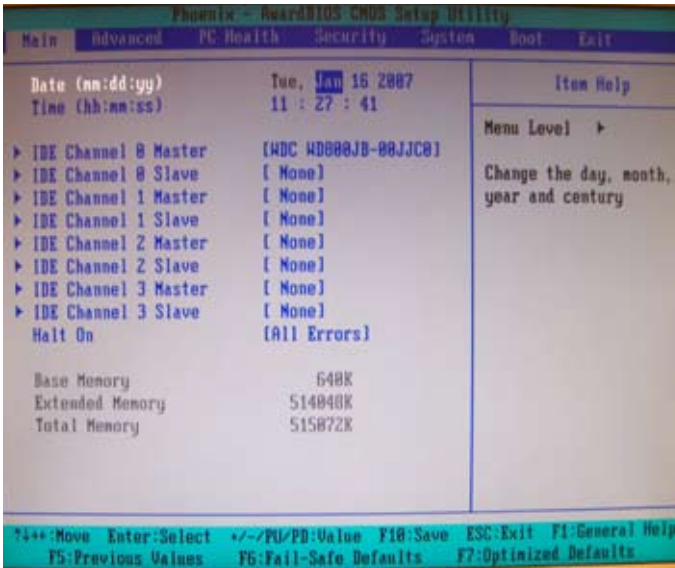 Phoenix - AwardBIOS CMOS Setup Utility
Main Advanced PC Health Security System Boot Exit
Date (mm:dd:yy) Tue, Jan 16 2007
Time (hh:mm:ss) 11 : 27 : 41
IDE Channel 0 Master [WDC WD800JB-00JJC0]
IDE Channel 0 Slave [ None]
IDE Channel 1 Master [ None]
IDE Channel 1 Slave [ None]
IDE Channel 2 Master [ None]
IDE Channel 2 Slave [ None]
IDE Channel 3 Master [ None]
IDE Channel 3 Slave [ None]
Halt On [All Errors]
Base Memory 640K
Extended Memory 514048K
Total Memory 515072K
Item Help
Menu Level
Change the day, month,
year and century
:Move Enter:Select +/-/PU/PD:Value F10:Save ESC:Exit F1:General Help
F5:Previous Values F6:Fail-Safe Defaults F7:Optimized Defaults